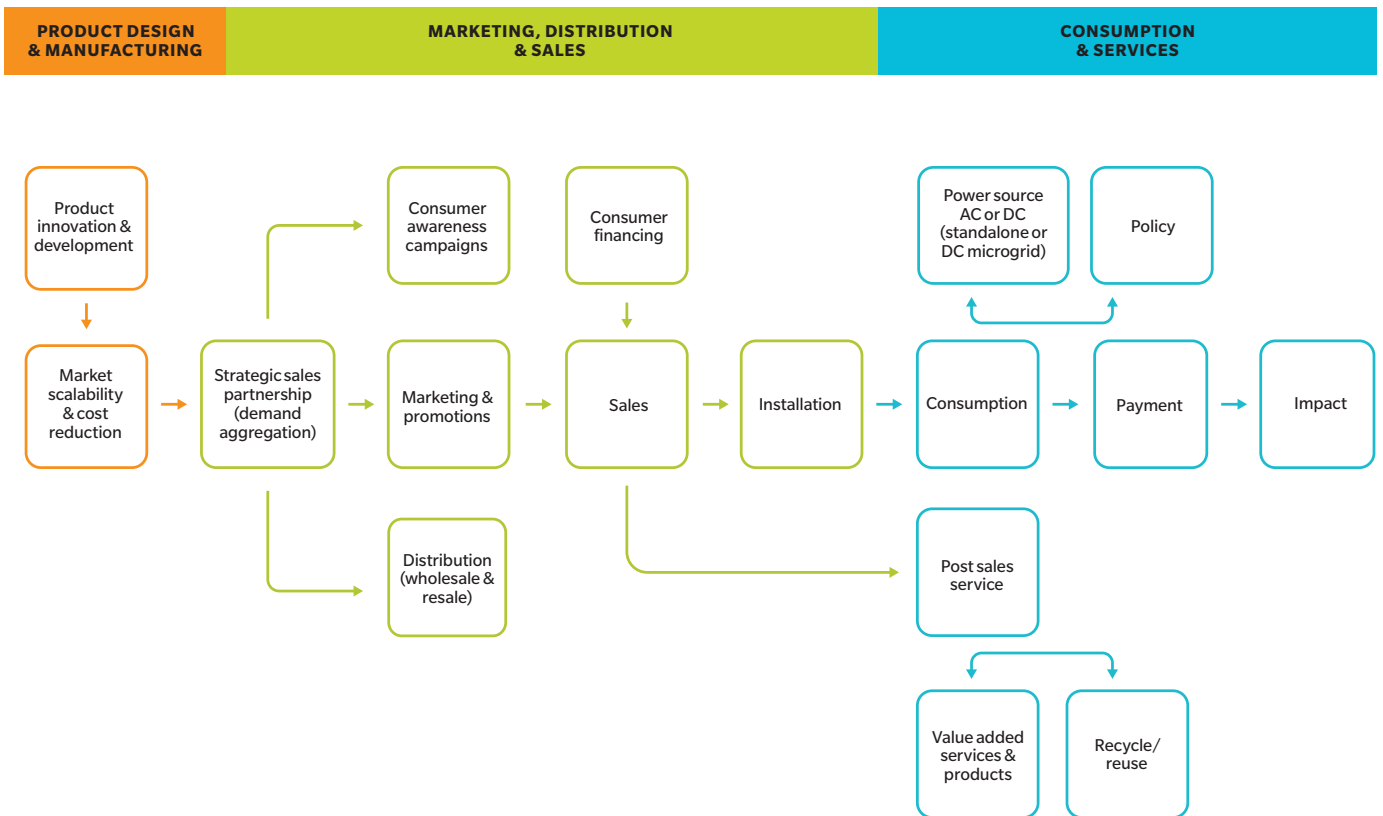 PRODUCT DESIGN
& MANUFACTURING
MARKETING, DISTRIBUTION
& SALES
CONSUMPTION
& SERVICES
Product
innovation &
development
Consumer
awareness
campaigns
Consumer
financing
Power source
AC or DC
(standalone or
DC microgrid)
Policy
Market
scalability
& cost
reduction
Strategic sales
partnership
(demand
aggregation)
Marketing &
promotions
Sales
Installation
Consumption
Payment
Impact
Distribution
(wholesale &
resale)
Post sales
service
Value added
services &
products
Recycle/
reuse